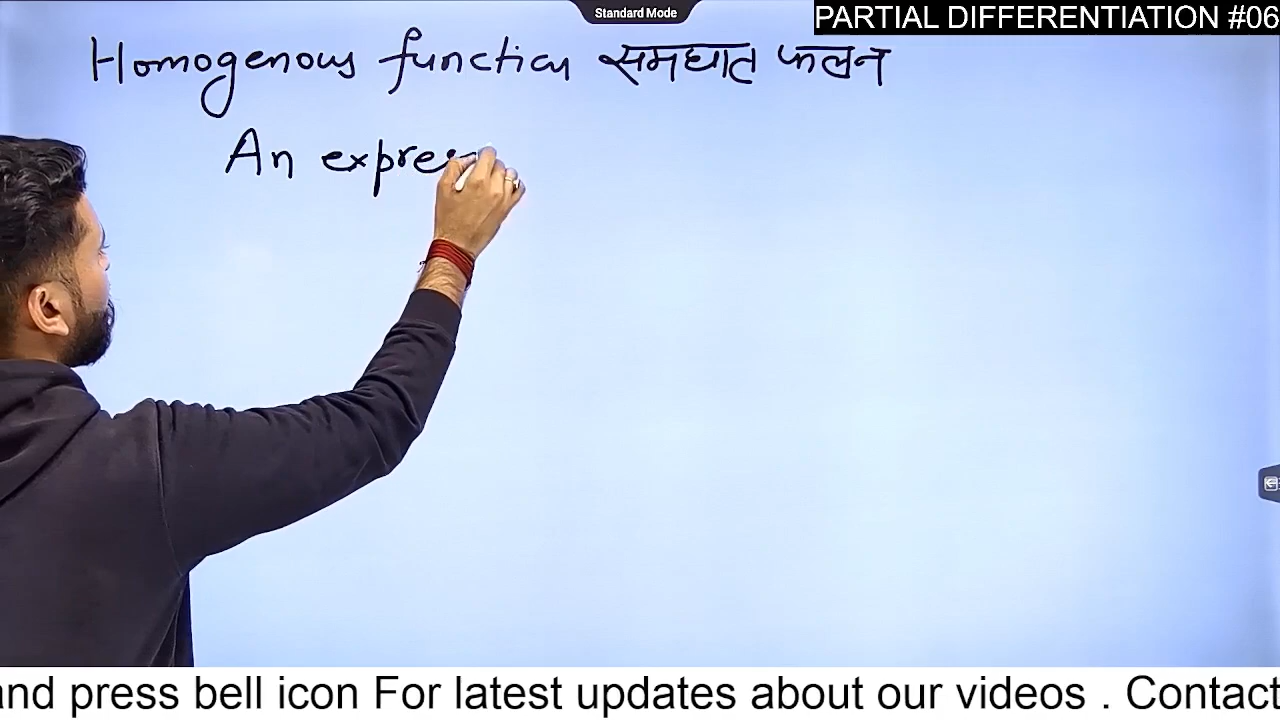 Standard Mode
PARTIAL DIFFERENTIATION #06
Homogenous function समघात फलन
An expres
and press bell icon For latest updates about our videos . Contact